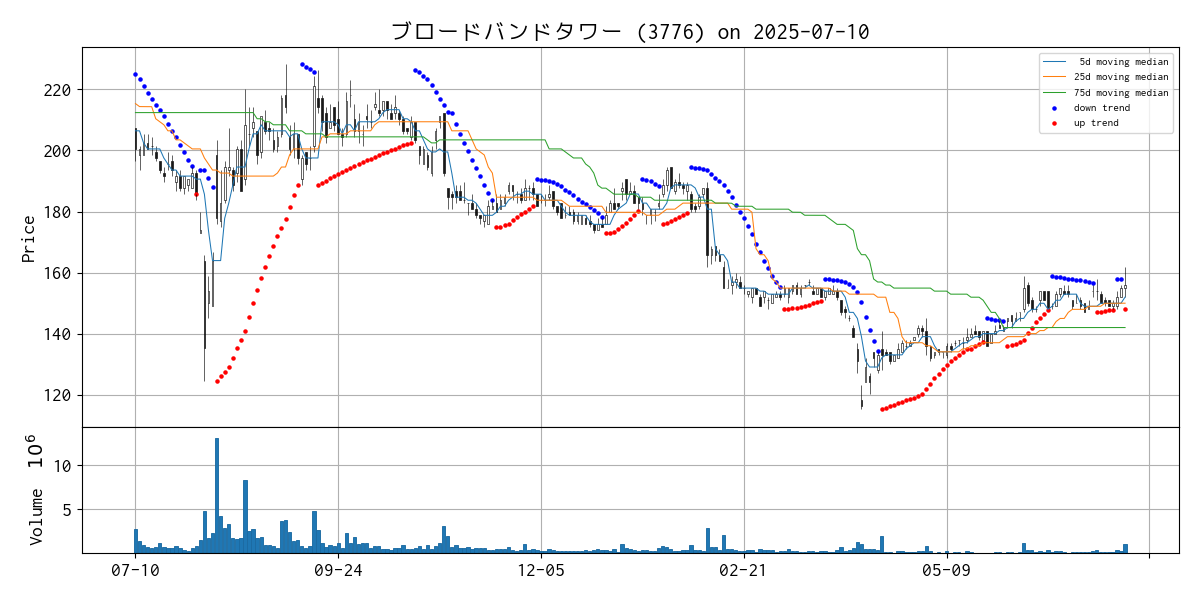 ブロードバンドタワー (3776) on 2025-07-10
5d moving median
25d moving median
75d moving median
down trend
up trend
Price
220
200
180
160
140
120
Volume 10^6
10
5
07-10 09-24 12-05 02-21 05-09